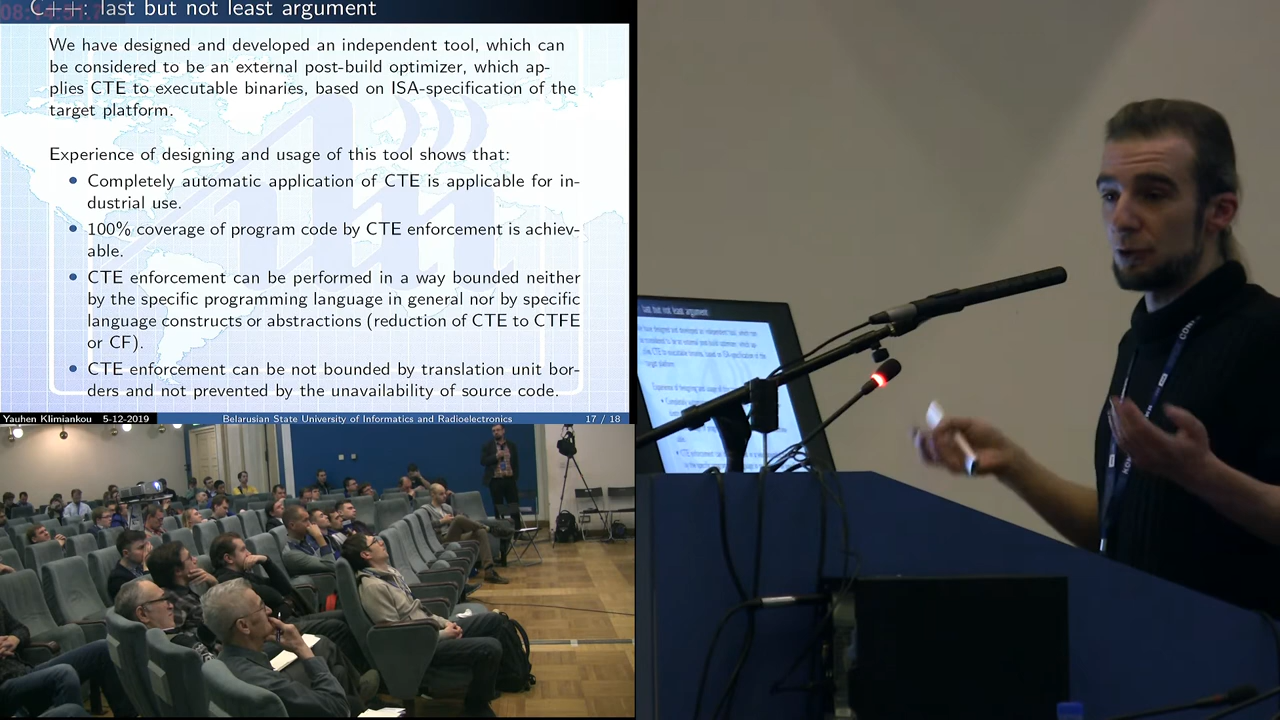 C++: last but not least argument
We have designed and developed an independent tool, which can
be considered to be an external post-build optimizer, which ap-
plies CTE to executable binaries, based on ISA-specification of the
target platform.
Experience of designing and usage of this tool shows that:
Completely automatic application of CTE is applicable for in-
dustrial use.
100% coverage of program code by CTE enforcement is achiev-
able.
CTE enforcement can be performed in a way bounded neither
by the specific programming language in general nor by specific
language constructs or abstractions (reduction of CTE to CTFE
or CF).
CTE enforcement can be not bounded by translation unit bor-
ders and not prevented by the unavailability of source code.
Yauhen Klimiankou 5-12-2019 Belarusian State University of Informatics and Radioelectronics 17 / 18
last but not least argument